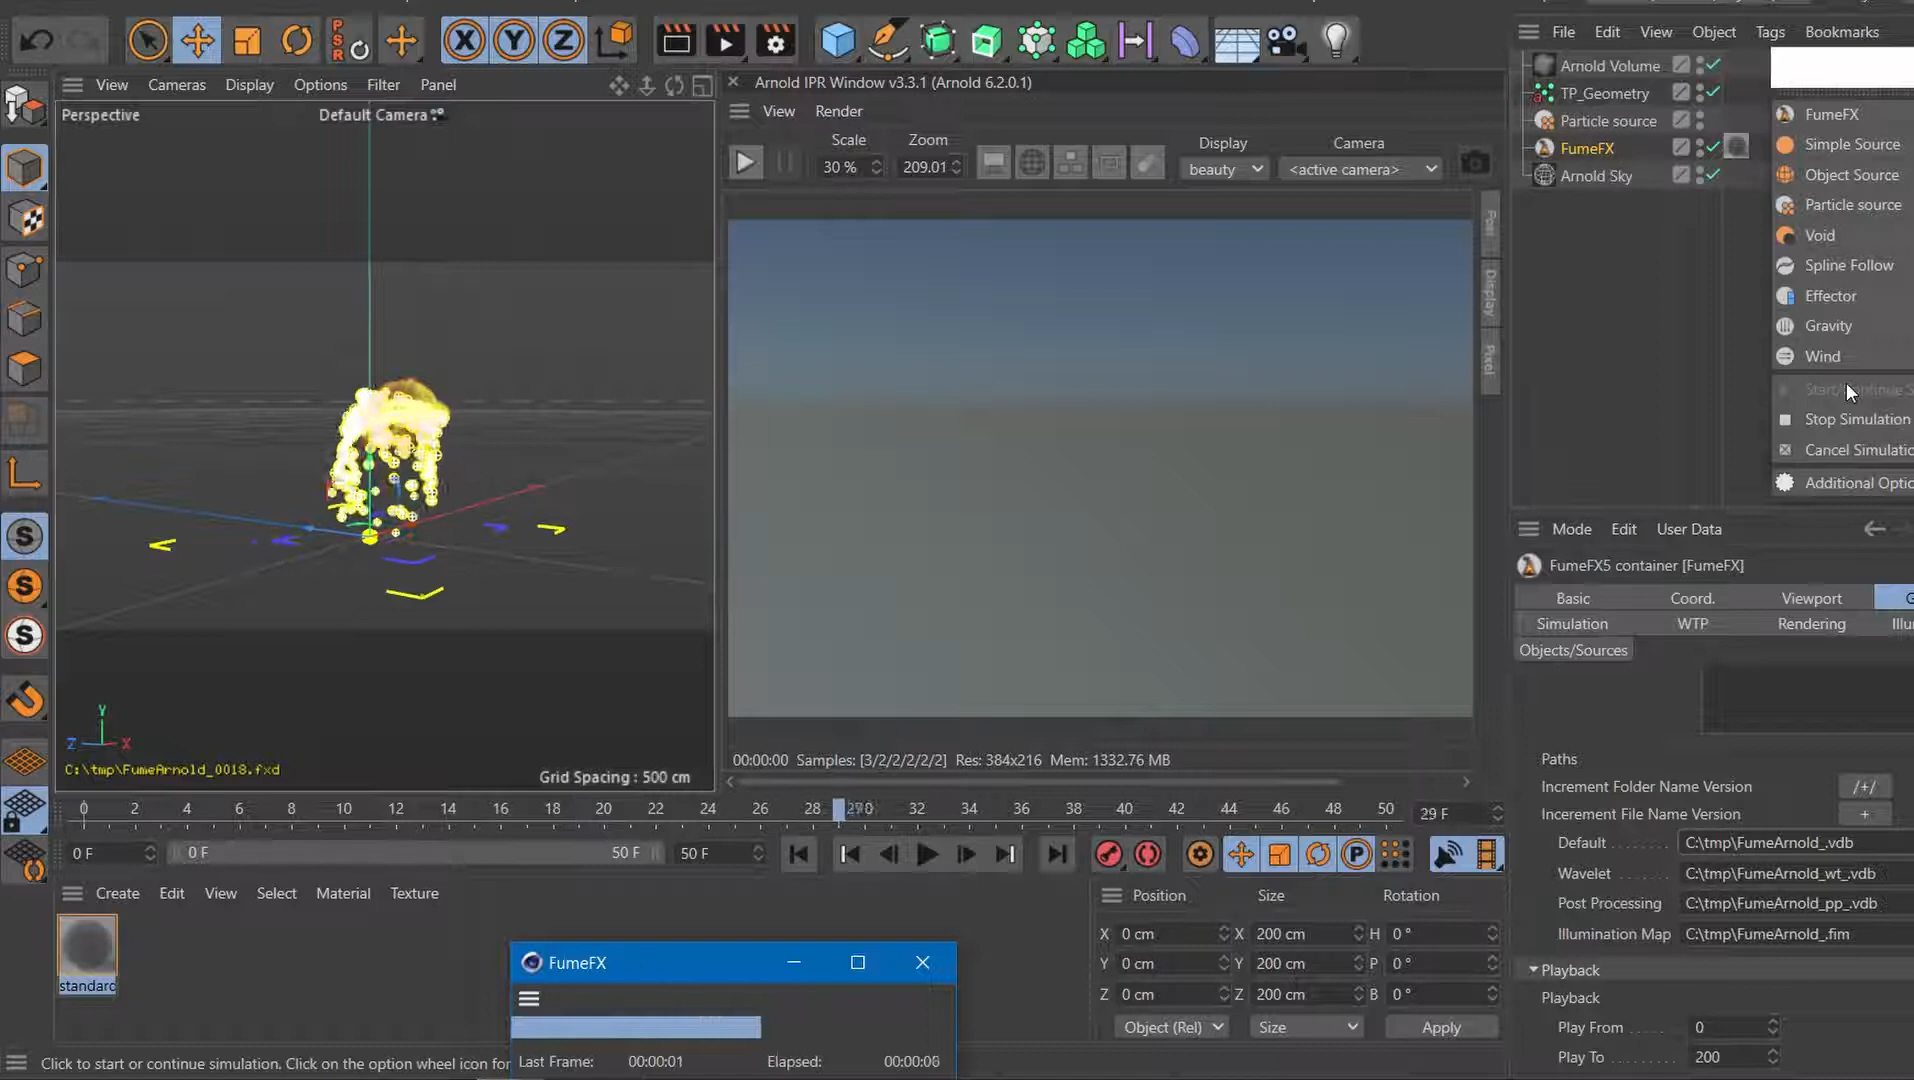 File Edit View Object Tags Bookmarks
Arnold Volume
TP_Geometry
Particle source
FumeFX
Arnold Sky
FumeFX
Simple Source
Object Source
Particle source
Void
Spline Follow
Effector
Gravity
Wind
Stop Simulation
Cancel Simulatio
Additional Optio
PSR
X Y Z
View Cameras Display Options Filter Panel
Perspective
Default Camera
Y
Z X
C:\tmp\FumeArnold_0018.fxd
Grid Spacing : 500 cm
Arnold IPR Window v3.3.1 (Arnold 6.2.0.1)
View Render
Scale
30 %
Zoom
209.01
Display
beauty
Camera
<active camera>
Display
Pixel
00:00:00 Samples: [3/2/2/2/2/2] Res: 384x216 Mem: 1332.76 MB
S
S
S
0 2 4 6 8 10 12 14 16 18 20 22 24 26 28 32 34 36 38 40 42 44 46 48 50
29 F
0 F
0 F
50 F
50 F
P
Create Edit View Select Material Texture
standard
FumeFX
Last Frame: 00:00:01 Elapsed: 00:00:06
Click to start or continue simulation. Click on the option wheel icon for
Position Size Rotation
X 0 cm X 200 cm H 0 °
Y 0 cm Y 200 cm P 0 °
Z 0 cm Z 200 cm B 0 °
Object (Rel) Size Apply
Mode Edit User Data
FumeFX5 container [FumeFX]
Basic Coord. Viewport G
Simulation WTP Rendering Illu
Objects/Sources
Paths
Increment Folder Name Version /+/
Increment File Name Version +
Default C:\tmp\FumeArnold_.vdb
Wavelet C:\tmp\FumeArnold_wt_.vdb
Post Processing C:\tmp\FumeArnold_pp_.vdb
Illumination Map C:\tmp\FumeArnold_.fim
Playback
Playback
Play From 0
Play To 200